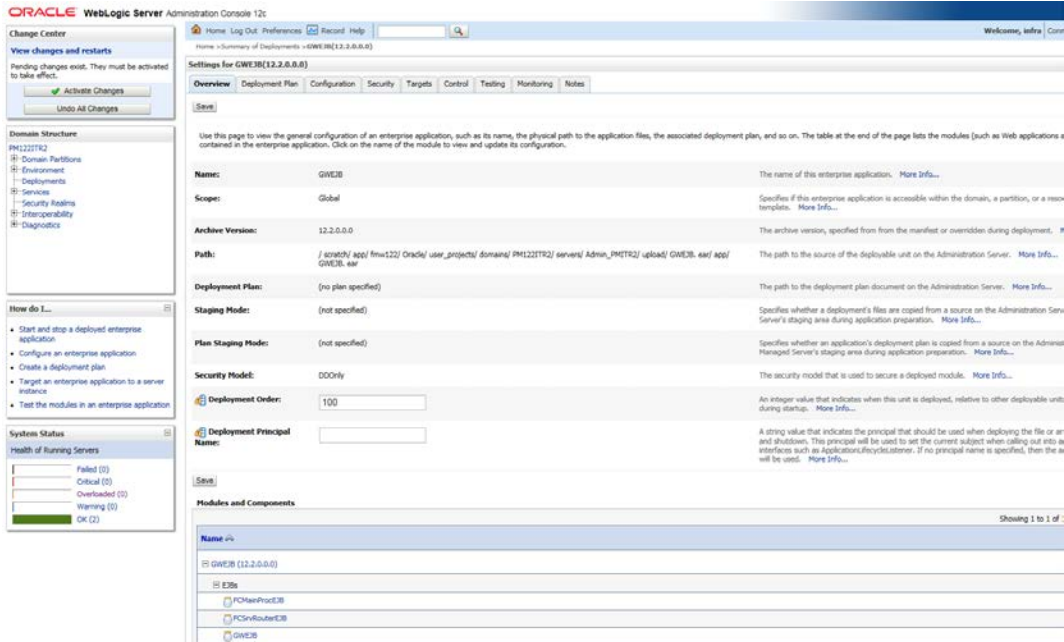 ORACLE WebLogic Server Administration Console 12c
Change Center
View changes and restarts
Pending changes exist. They must be activated
to take effect.
Activate Changes
Undo All Changes
Domain Structure
PM122ITR2
Domain Partitions
Environment
Deployments
Services
Security Realms
Interoperability
Diagnostics
How do I...
Start and stop a deployed enterprise
application
Configure an enterprise application
Create a deployment plan
Target an enterprise application to a server
instance
Test the modules in an enterprise application
System Status
Health of Running Servers
Failed (0)
Critical (0)
Overloaded (0)
Warning (0)
OK (2)
Home Log Out Preferences Record Help
Welcome, infra
Home >Summary of Deployments >GWEJB(12.2.0.0.0)
Settings for GWEJB(12.2.0.0.0)
Overview Deployment Plan Configuration Security Targets Control Testing Monitoring Notes
Save
Use this page to view the general configuration of an enterprise application, such as its name, the physical path to the application files, the associated deployment plan, and so on. The table at the end of the page lists the modules (such as Web applications
contained in the enterprise application. Click on the name of the module to view and update its configuration.
Name: GWEJB The name of this enterprise application. More Info...
Scope: Global Specifies if this enterprise application is accessible within the domain, a partition, or a
template. More Info...
Archive Version: 12.2.0.0.0 The archive version, specified from from the manifest or overridden during deployment.
Path: / scratch/ app/ fmw122/ Oracle/ user_projects/ domains/ PM122ITR2/ servers/ Admin_PMITR2/ upload/ GWEJB. ear/ app/ The path to the source of the deployable unit on the Administration Server. More Info...
GWEJB. ear
Deployment Plan: (no plan specified) The path to the deployment plan document on the Administration Server. More Info...
Staging Mode: (not specified) Specifies whether a deployment's files are copied from a source on the Administration
Server's staging area during application preparation. More Info...
Plan Staging Mode: (not specified) Specifies whether an application's deployment plan is copied from a source on the
Managed Server's staging area during application preparation. More Info...
Security Model: DDOnly The security model that is used to secure a deployed module. More Info...
Deployment Order: 100 An integer value that indicates when this unit is deployed, relative to other deployable
during startup. More Info...
Deployment Principal
Name:
A string value that indicates the principal that should be used when deploying the file or
and shutdown. This principal will be used to set the current subject when calling out into
interfaces such as ApplicationLifecycleListener. If no principal name is specified, then the
will be used. More Info...
Save
Modules and Components
Showing 1 to 1 of
Name
GWEJB (12.2.0.0.0)
EJBs
FCMainProcEJB
FCSrvRouterEJB
GWEJB